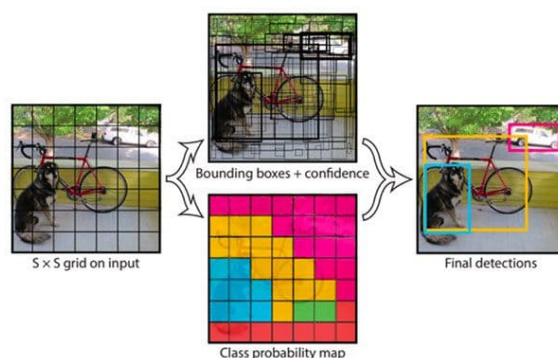 Bounding boxes + confidence
S × S grid on input
Final detections
Class probability map